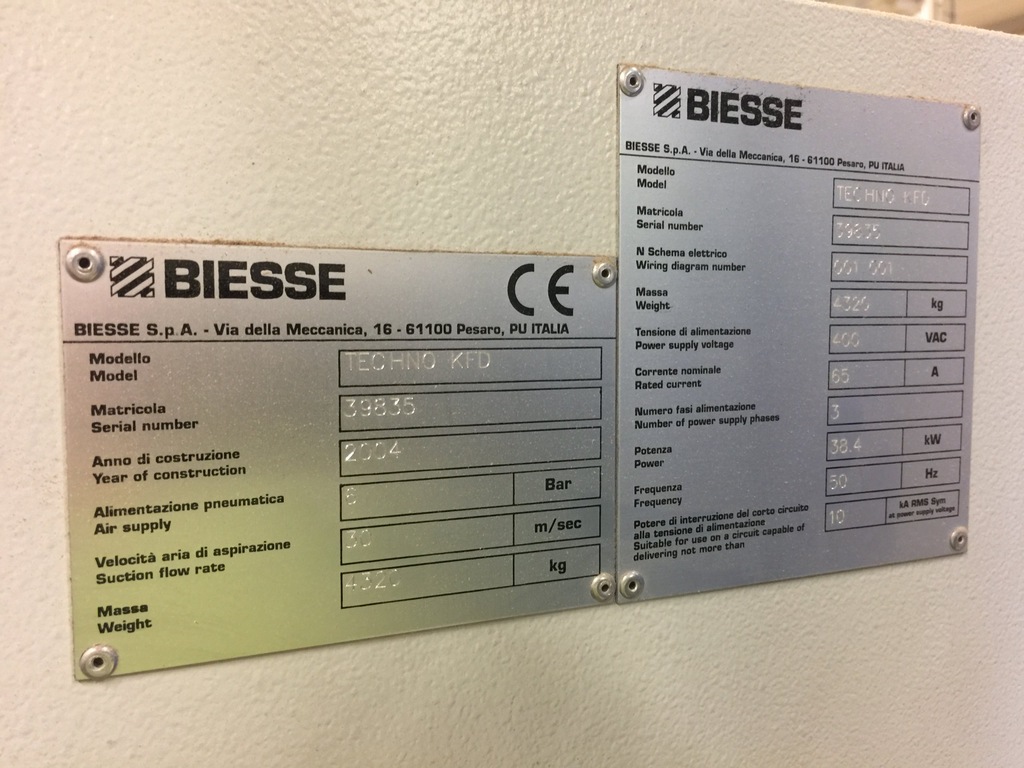 BIESSE
CE
BIESSE S.p.A. - Via della Meccanica, 16 - 61100 Pesaro, PU ITALIA
Modello
Model
TECHNO KFD
Matricola
Serial number
39835
Anno di costruzione
Year of construction
2004
Alimentazione pneumatica
Air supply
6
Bar
Velocità aria di aspirazione
Suction flow rate
30
m/sec
Massa
Weight
4320
kg
BIESSE
BIESSE S.p.A. - Via della Meccanica, 16 - 61100 Pesaro, PU ITALIA
Modello
Model
TECHNO KFD
Matricola
Serial number
39835
N Schema elettrico
Wiring diagram number
001 001
Massa
Weight
4320
kg
Tensione di alimentazione
Power supply voltage
400
VAC
Corrente nominale
Rated current
65
A
Numero fasi alimentazione
Number of power supply phases
3
Potenza
Power
38.4
kW
Frequenza
Frequency
50
Hz
Potere di interruzione del corto circuito
alla tensione di alimentazione
Suitable for use on a circuit capable of
delivering not more than
10
kA RMS Sym
at power supply voltage